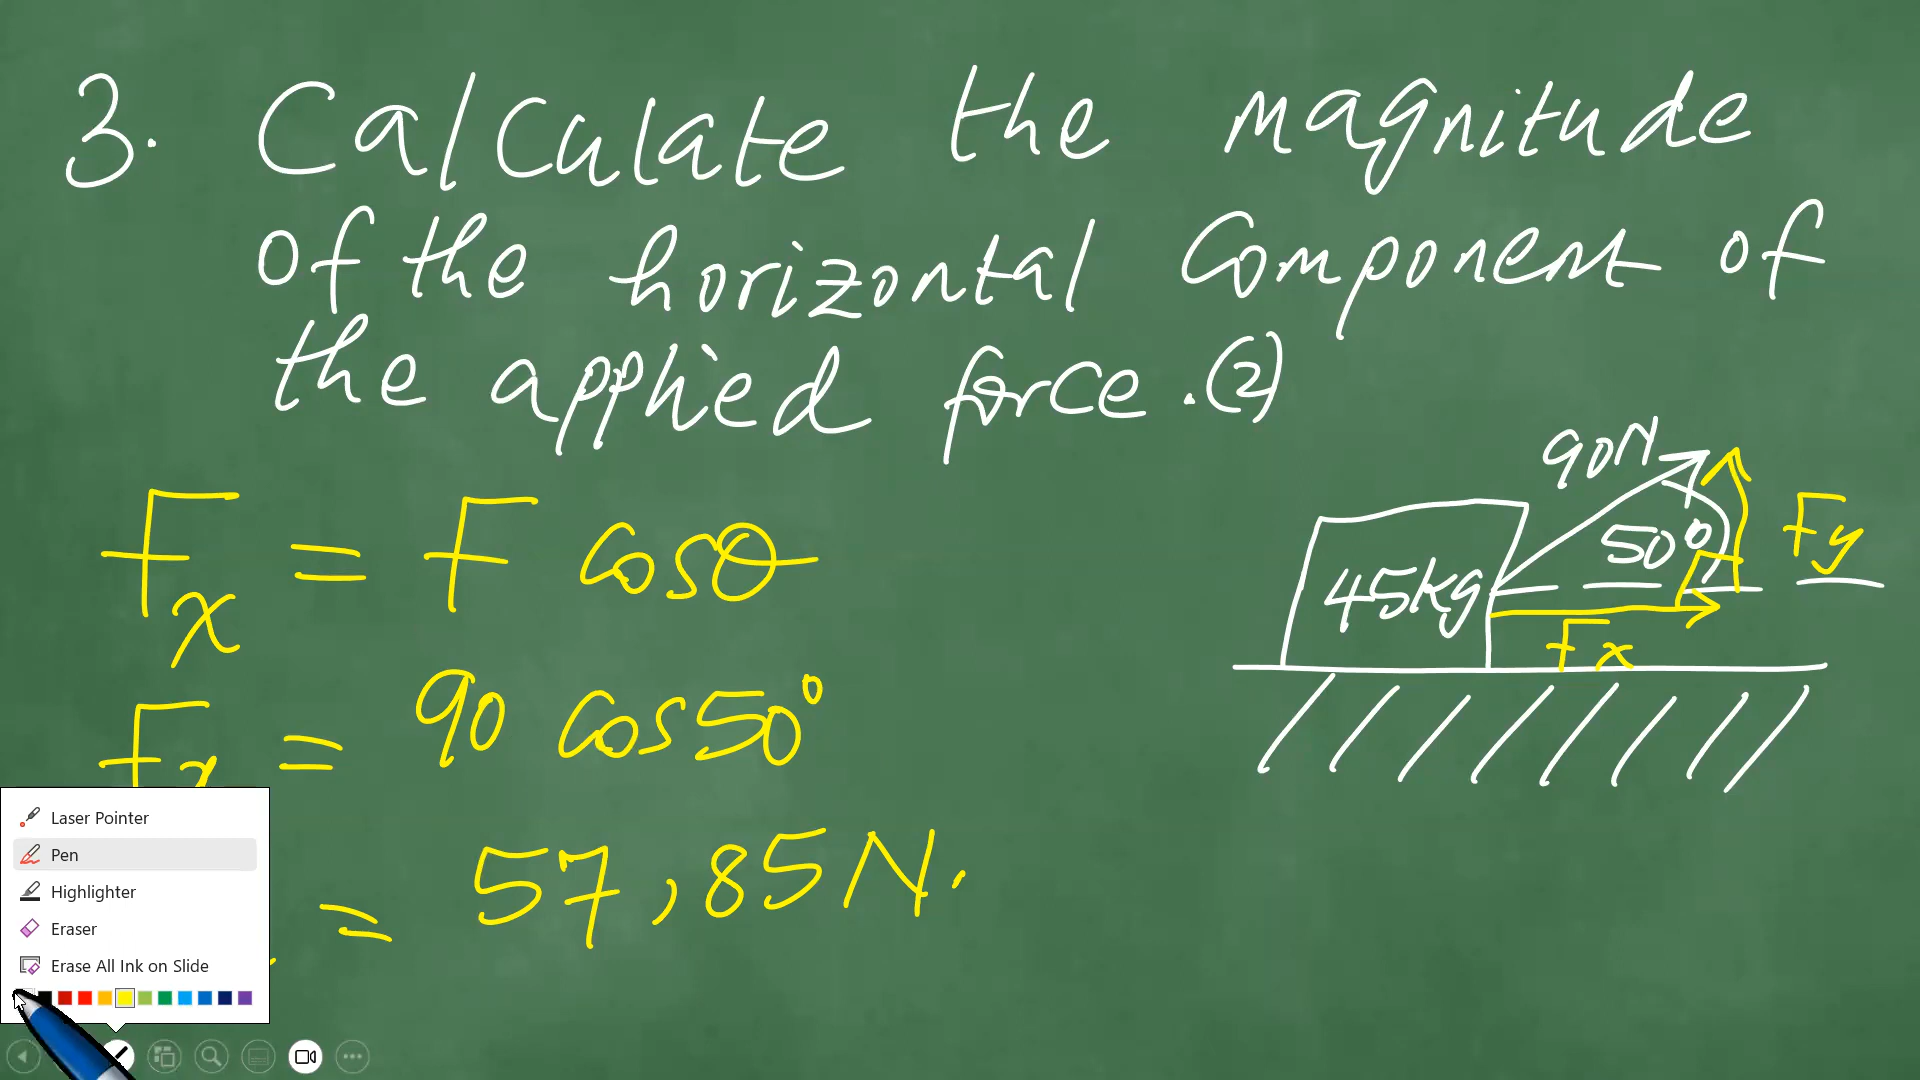 3. Calculate the magnitude
of the horizontal component of
the applied force. (2)
90N
50°
Fy
45kg
Fx
Fx = F cosθ
Fx = 90 cos50°
= 57,85N.
Laser Pointer
Pen
Highlighter
Eraser
Erase All Ink on Slide